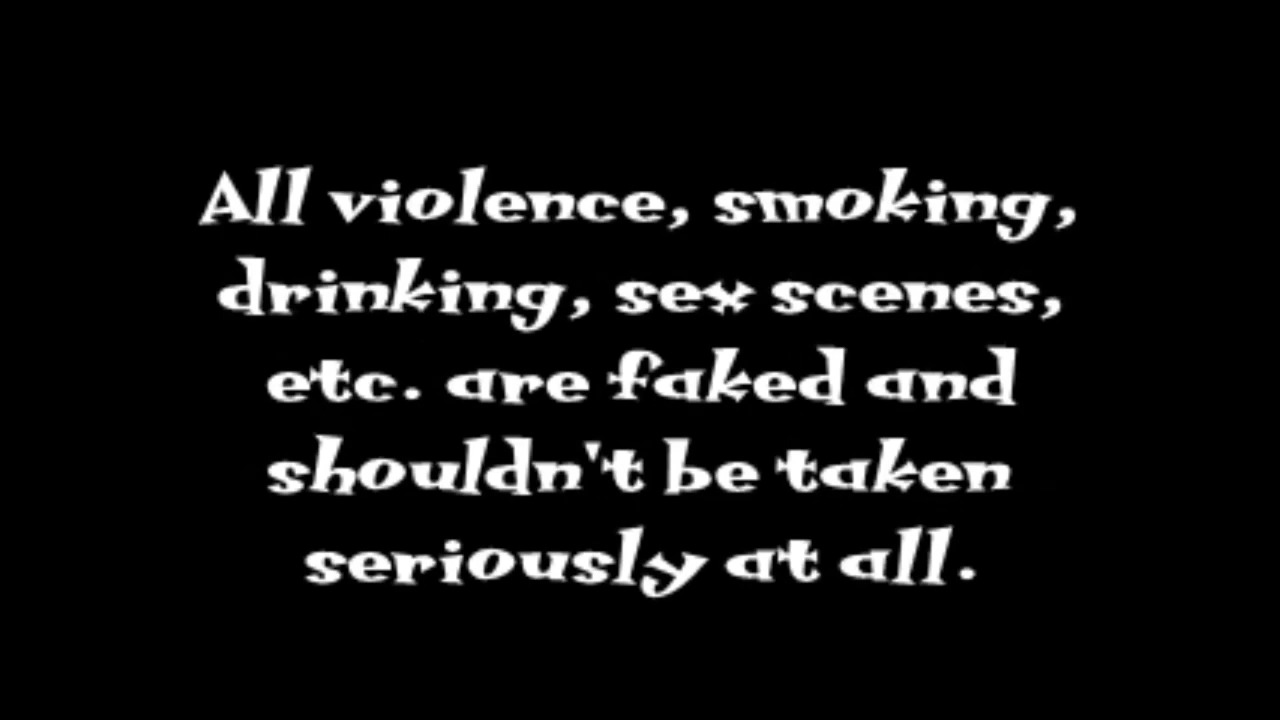 All violence, smoking,
drinking, sex scenes,
etc. are faked and
shouldn't be taken
seriously at all.